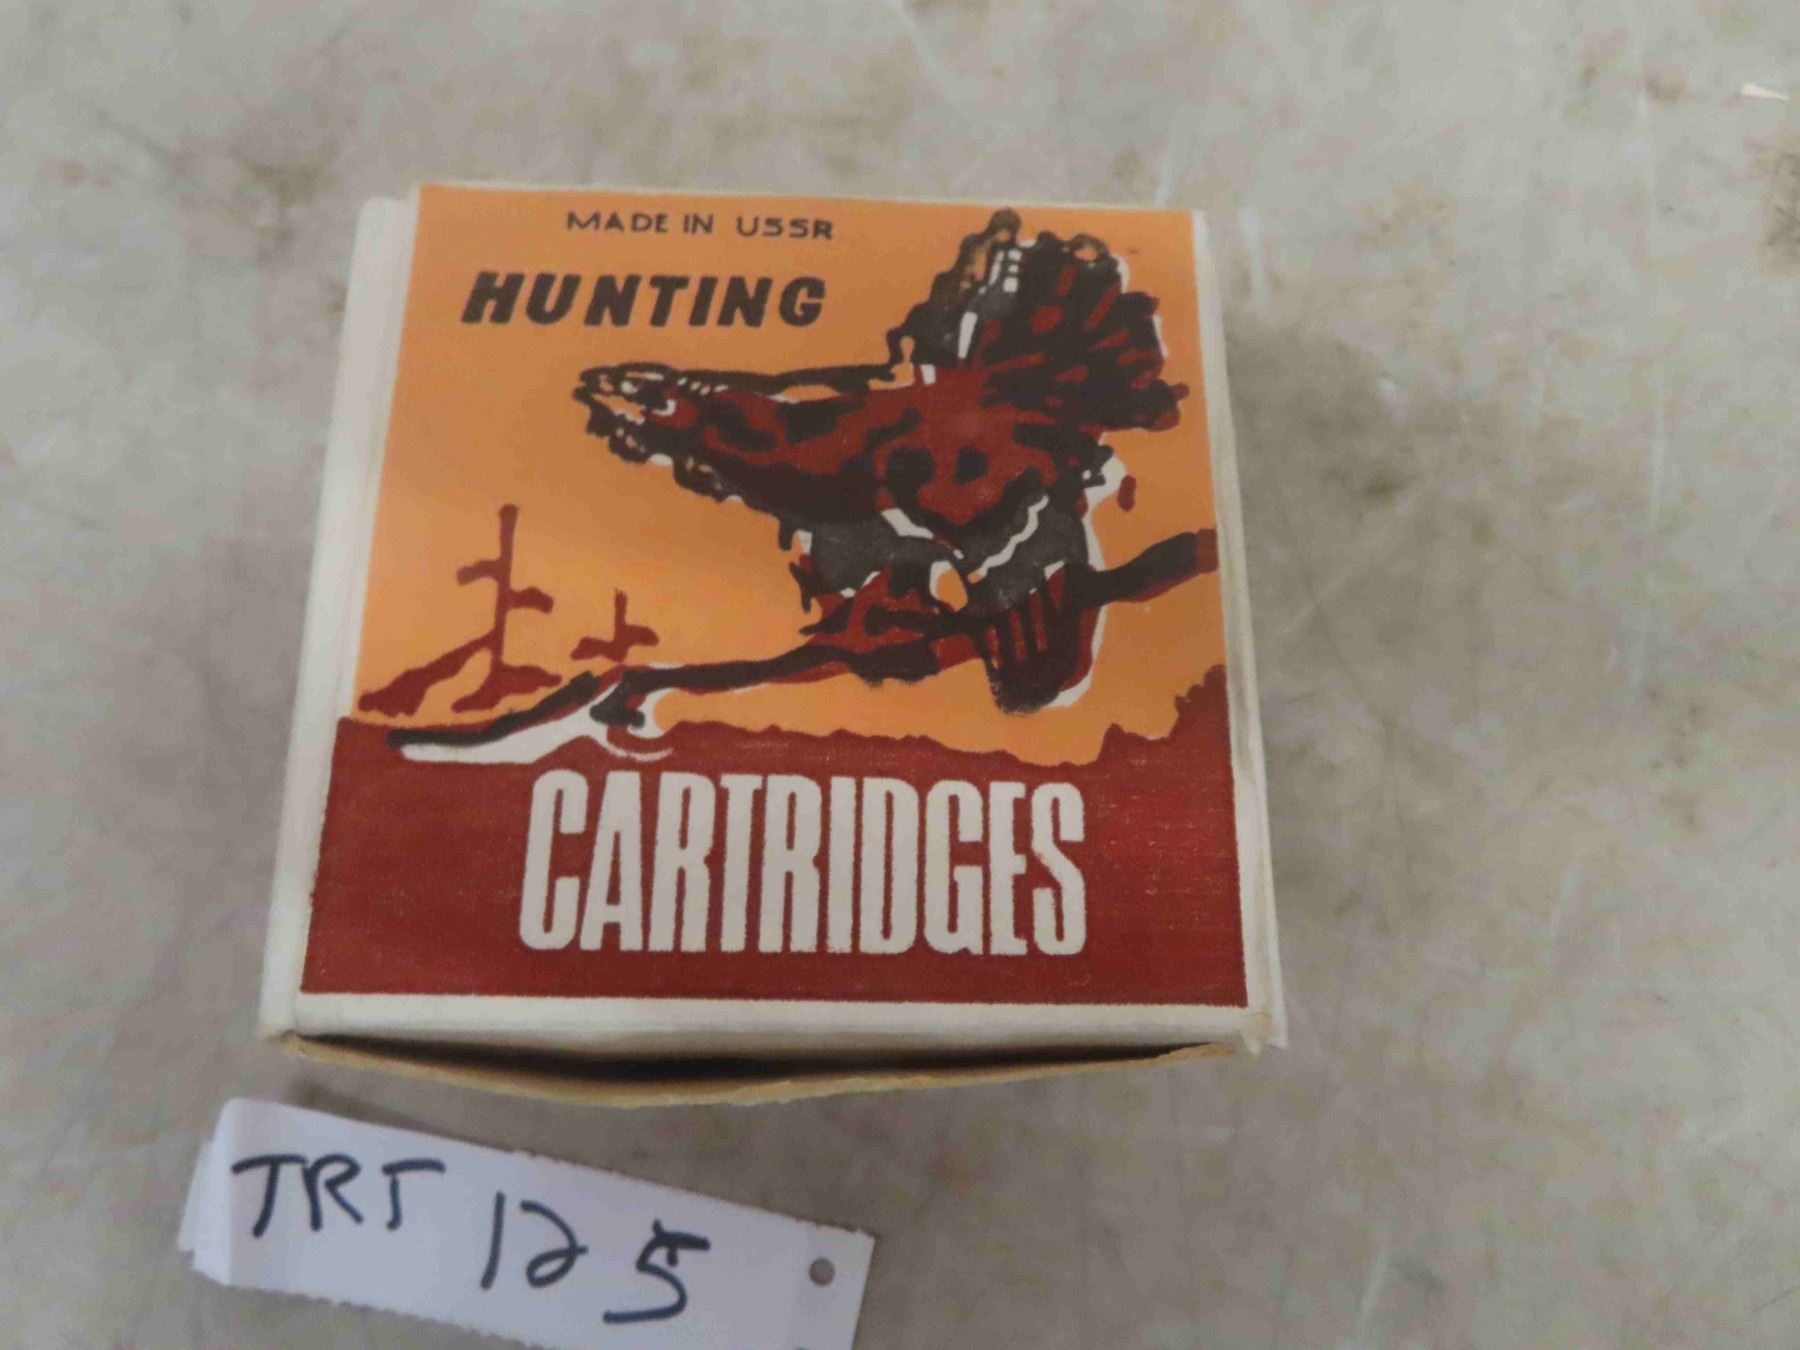 MADE IN USSR
HUNTING
CARTRIDGES
TRT 125